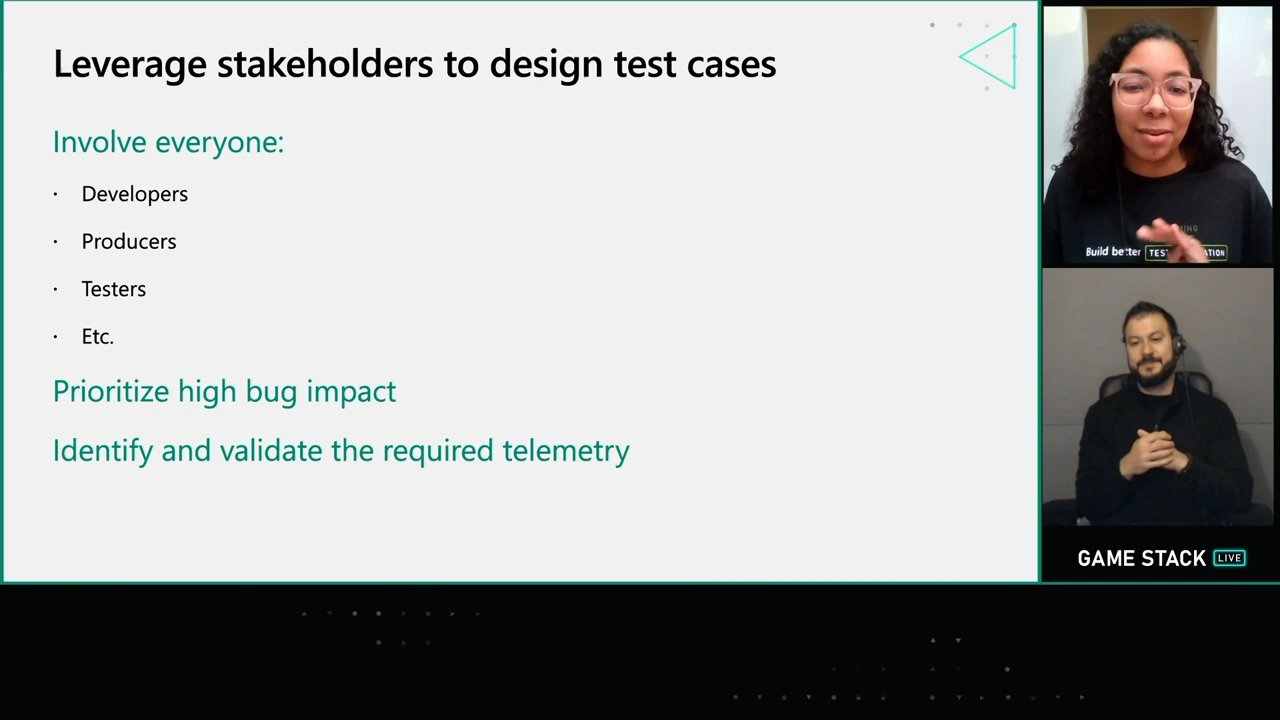 Leverage stakeholders to design test cases
Involve everyone:
· Developers
· Producers
· Testers
· Etc.
Prioritize high bug impact
Identify and validate the required telemetry
Build better
GAME STACK LIVE